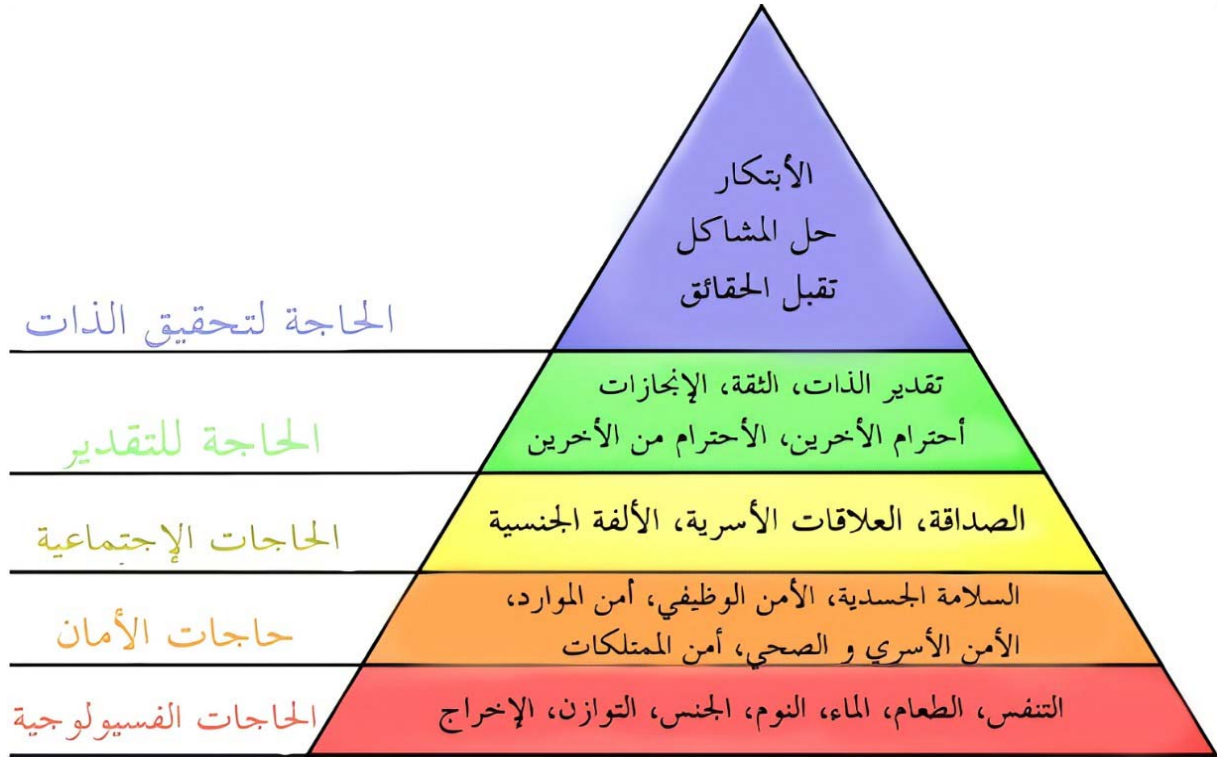 الأبتكار
حل المشاكل
تقبل الحقائق
الحاجة لتحقيق الذات
تقدير الذات، الثقة، الإنجازات
أحترام الأخرين، الأحترام من الأخرين
الحاجة للتقدير
الصداقة، العلاقات الأسرية، الألفة الجنسية
الحاجات الإجتماعية
السلامة الجسدية، الأمن الوظيفي، أمن الموارد،
الأمن الأسري و الصحي، أمن الممتلكات
حاجات الأمان
التنفس، الطعام، الماء، النوم، الجنس، التوازن، الإخراج
الحاجات الفسيولوجية